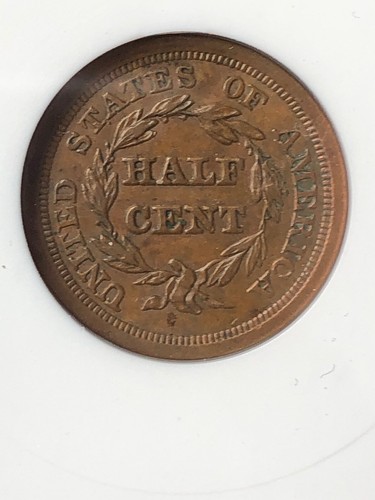 UNITED STATES OF AMERICA
HALF
CENT